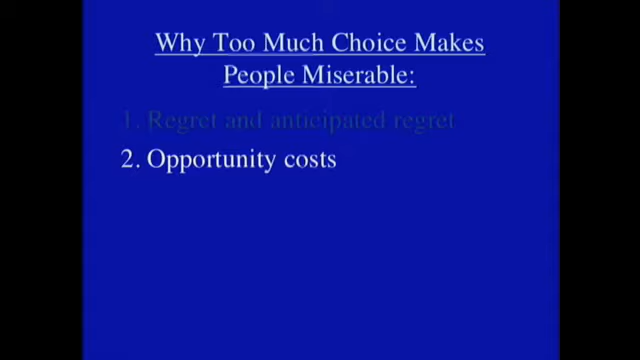 Why Too Much Choice Makes
People Miserable:
1. Regret and anticipated regret
2. Opportunity costs